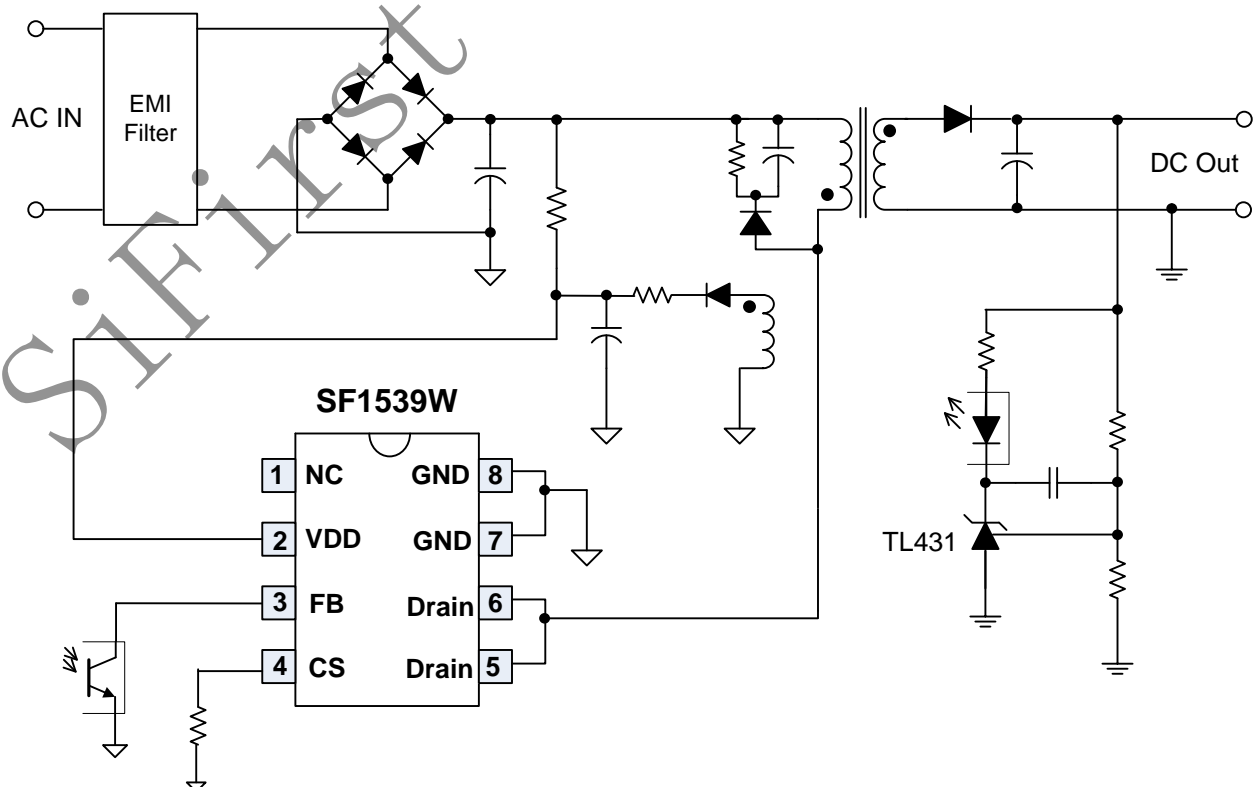 SiFirst
AC IN
EMI
Filter
DC Out
SF1539W
1 NC GND 8
2 VDD GND 7
3 FB Drain 6
4 CS Drain 5
TL431